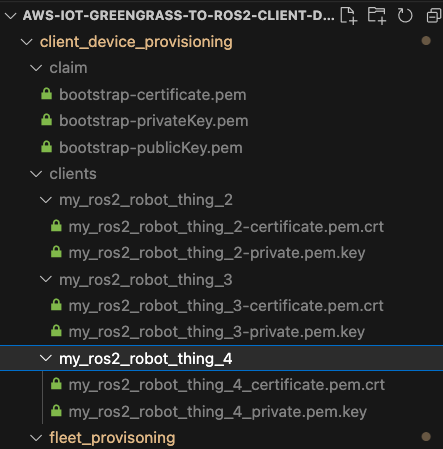 AWS-IOT-GREENGRASS-TO-ROS2-CLIENT-D...
client_device_provisioning
claim
bootstrap-certificate.pem
bootstrap-privateKey.pem
bootstrap-publicKey.pem
clients
my_ros2_robot_thing_2
my_ros2_robot_thing_2-certificate.pem.crt
my_ros2_robot_thing_2-private.pem.key
my_ros2_robot_thing_3
my_ros2_robot_thing_3-certificate.pem.crt
my_ros2_robot_thing_3-private.pem.key
my_ros2_robot_thing_4
my_ros2_robot_thing_4_certificate.pem.crt
my_ros2_robot_thing_4_private.pem.key
fleet_provisoning